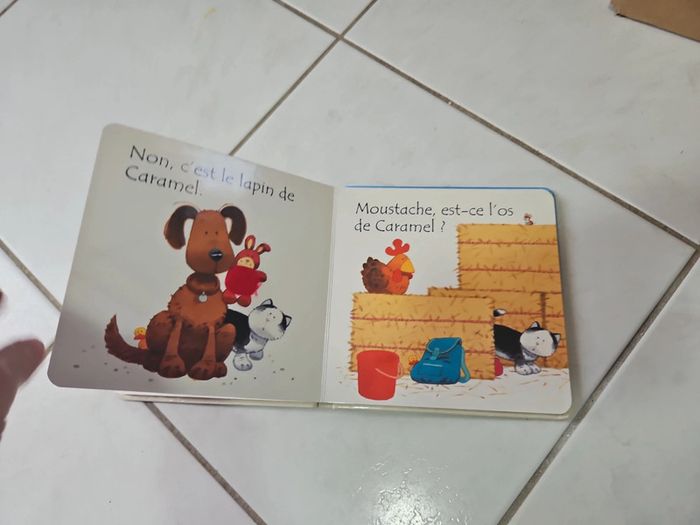 Non, c'est le lapin de
Caramel.
Moustache, est-ce l'os
de Caramel ?